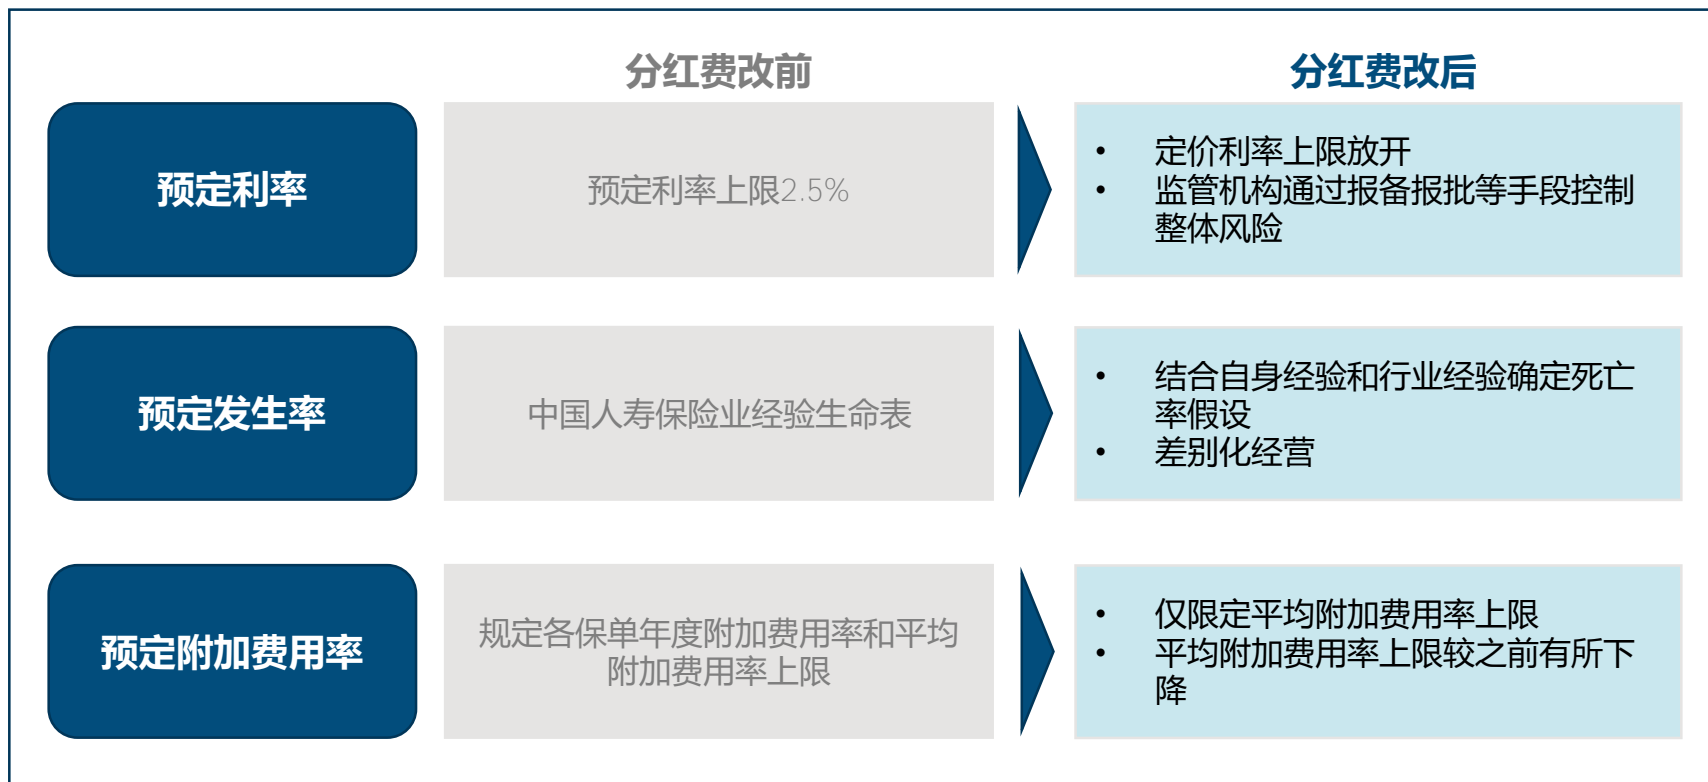 分红费改前
分红费改后
预定利率
预定利率上限2.5%
• 定价利率上限放开
• 监管机构通过报备报批等手段控制
整体风险
预定发生率
中国人寿保险业经验生命表
• 结合自身经验和行业经验确定死亡
率假设
• 差别化经营
预定附加费用率
规定各保单年度附加费用率和平均
附加费用率上限
• 仅限定平均附加费用率上限
• 平均附加费用率上限较之前有所下
降